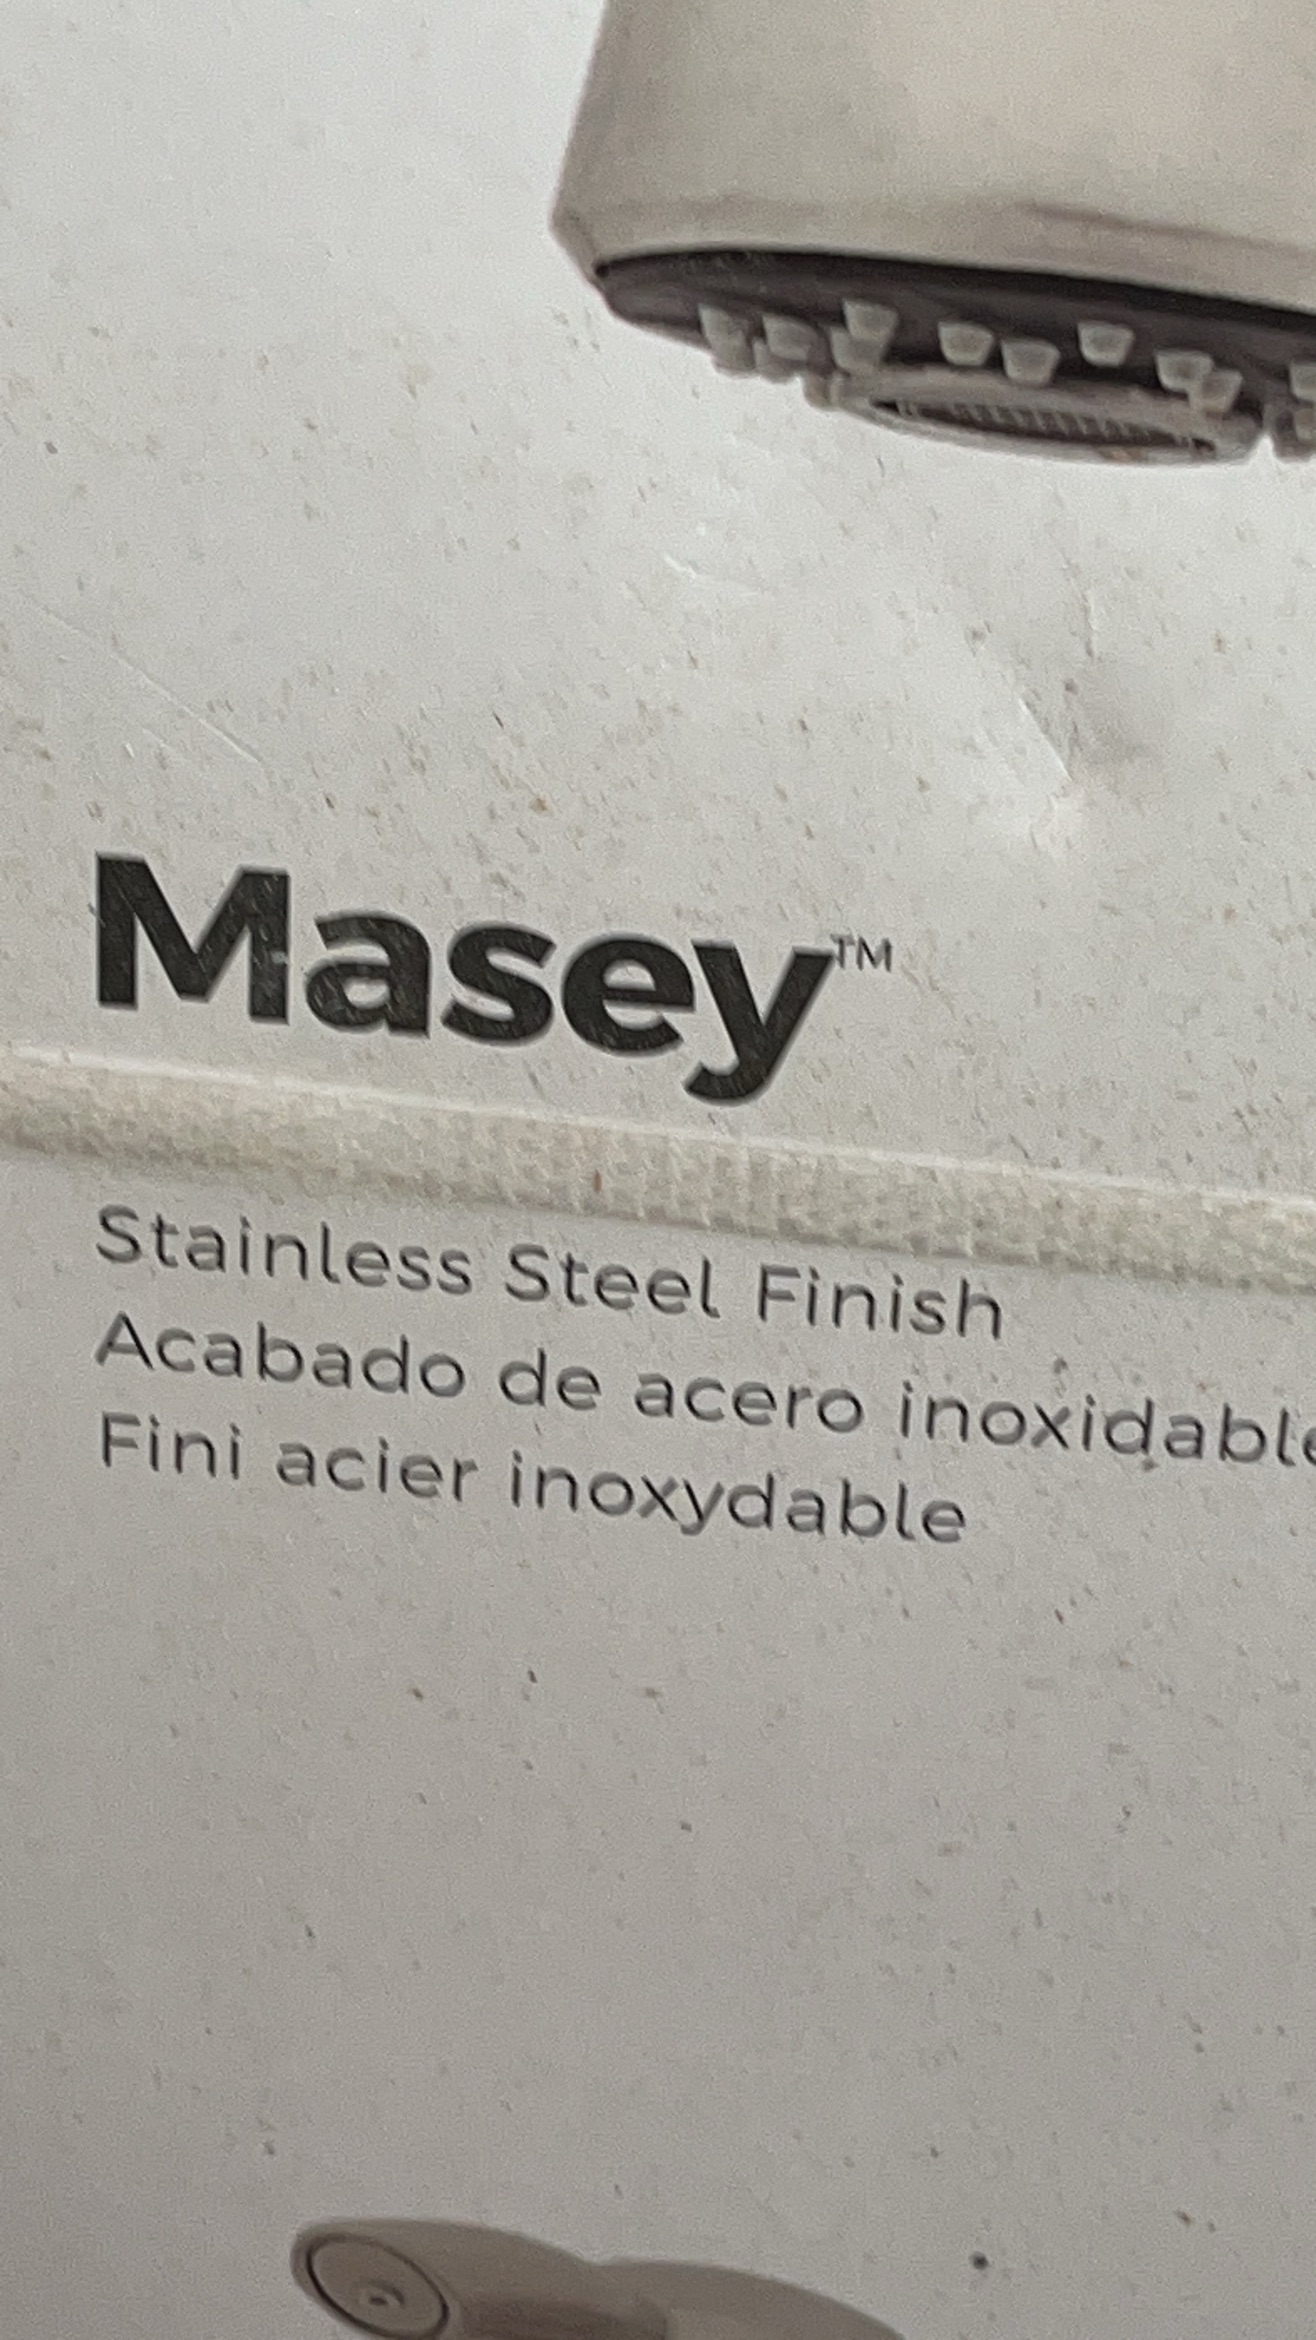 Masey™
Stainless Steel Finish
Acabado de acero inoxidable
Fini acier inoxydable